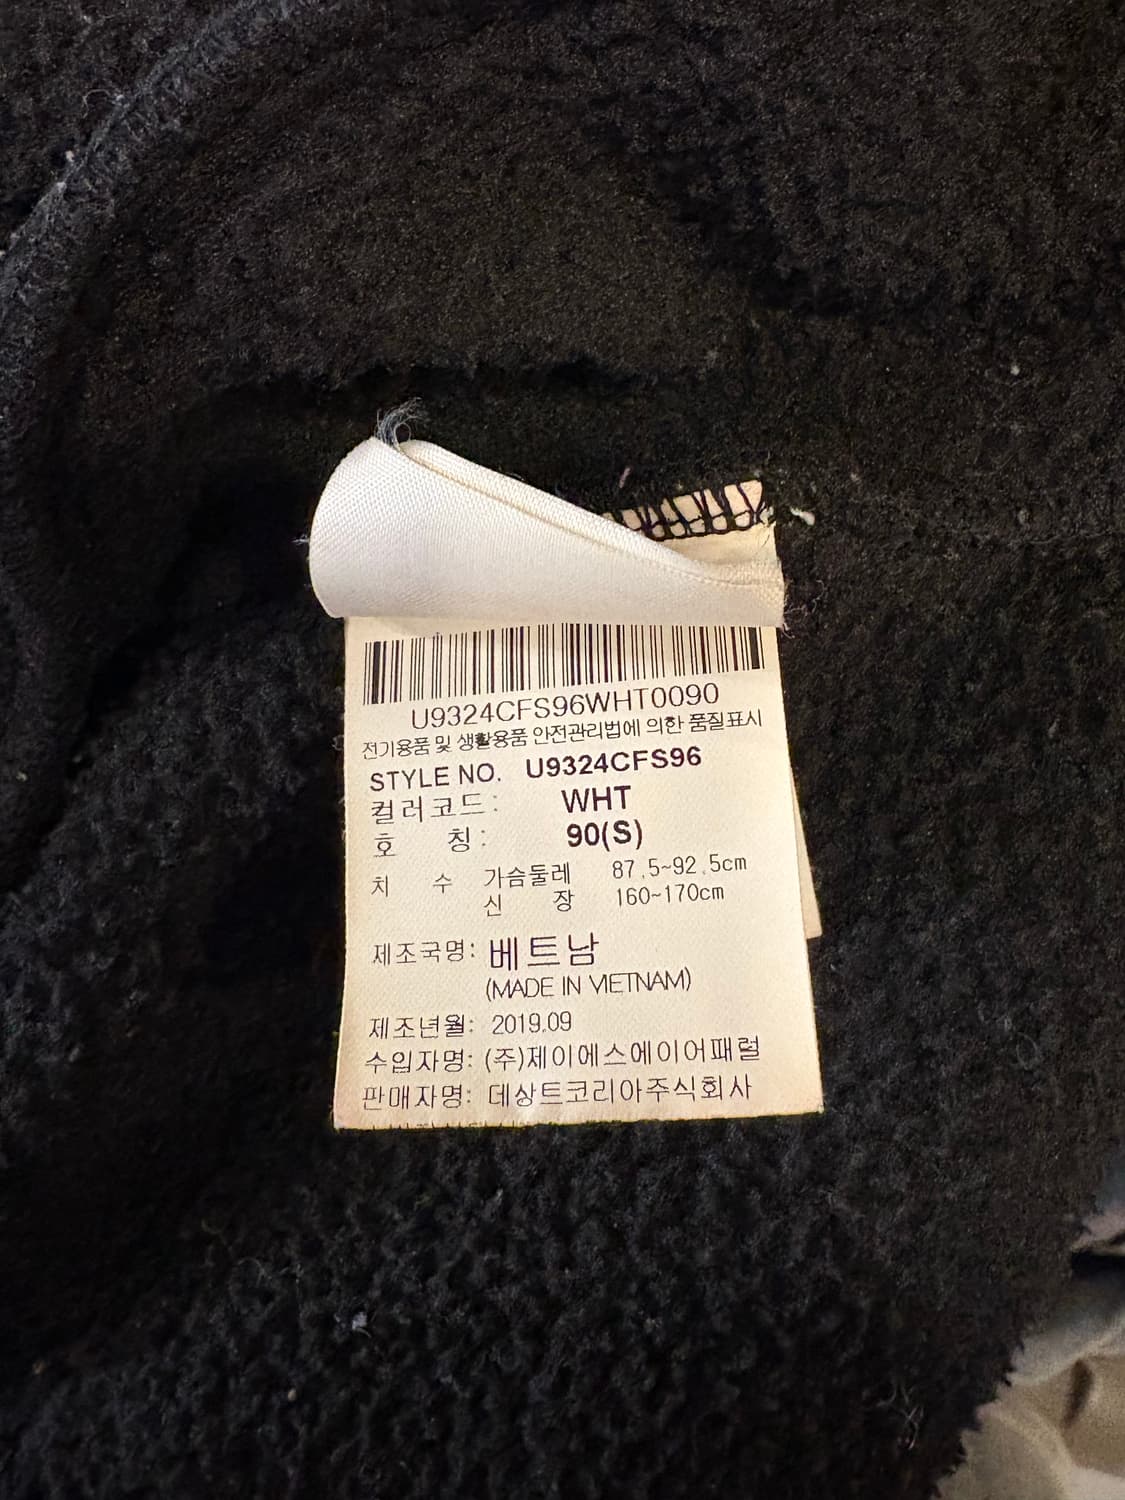 U9324CFS96WHT0090
전기용품 및 생활용품 안전관리법에 의한 품질표시
STYLE NO. U9324CFS96
컬러코드: WHT
호 칭: 90(S)
치 수 가슴둘레 87.5~92.5cm
신 장 160~170cm
제조국명: 베트남
(MADE IN VIETNAM)
제조년월: 2019.09
수입자명: (주)제이에스에이어패럴
판매자명: 데상트코리아주식회사